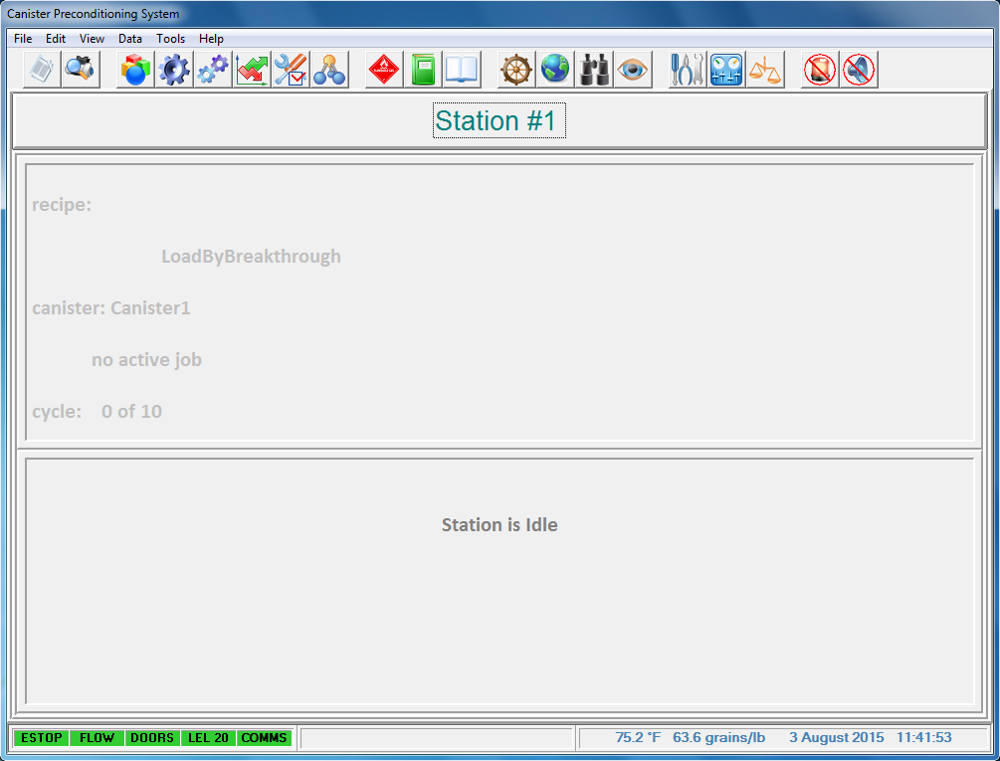 Canister Preconditioning System
File Edit View Data Tools Help
Station #1
recipe:
LoadByBreakthrough
canister: Canister1
no active job
cycle: 0 of 10
Station is Idle
ESTOP FLOW DOORS LEL 20 COMMS
75.2 °F 63.6 grains/lb 3 August 2015 11:41:53